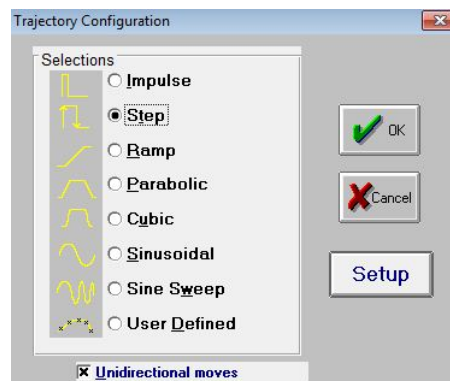 Trajectory Configuration
Selections
Impulse
Step
Ramp
Parabolic
Cubic
Sinusoidal
Sine Sweep
User Defined
OK
Cancel
Setup
Unidirectional moves